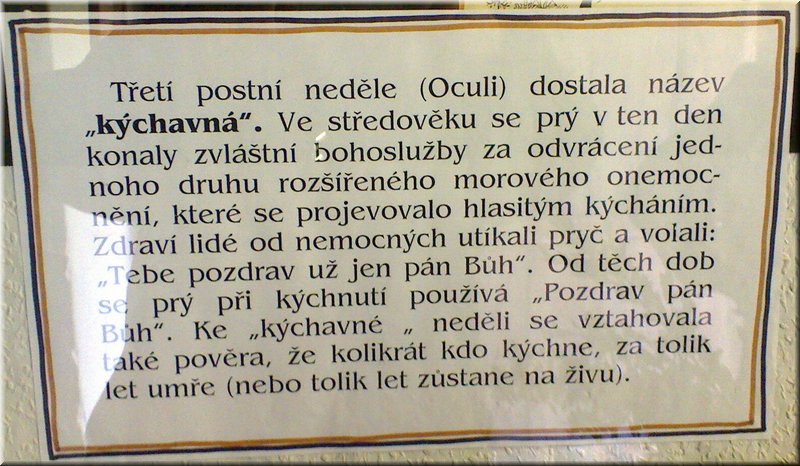 Třetí postní neděle (Oculi) dostala název
„kýchavná“. Ve středověku se prý v ten den
konaly zvláštní bohoslužby za odvrácení jed-
noho druhu rozšířeného morového onemoc-
nění, které se projevovalo hlasitým kýcháním.
Zdraví lidé od nemocných utíkali pryč a volali:
„Tebe pozdrav už jen pán Bůh“. Od těch dob
se prý při kýchnutí používá „Pozdrav pán
Bůh“. Ke „kýchavné „ neděli se vztahovala
také pověra, že kolikrát kdo kýchne, za tolik
let umře (nebo tolik let zůstane na živu).